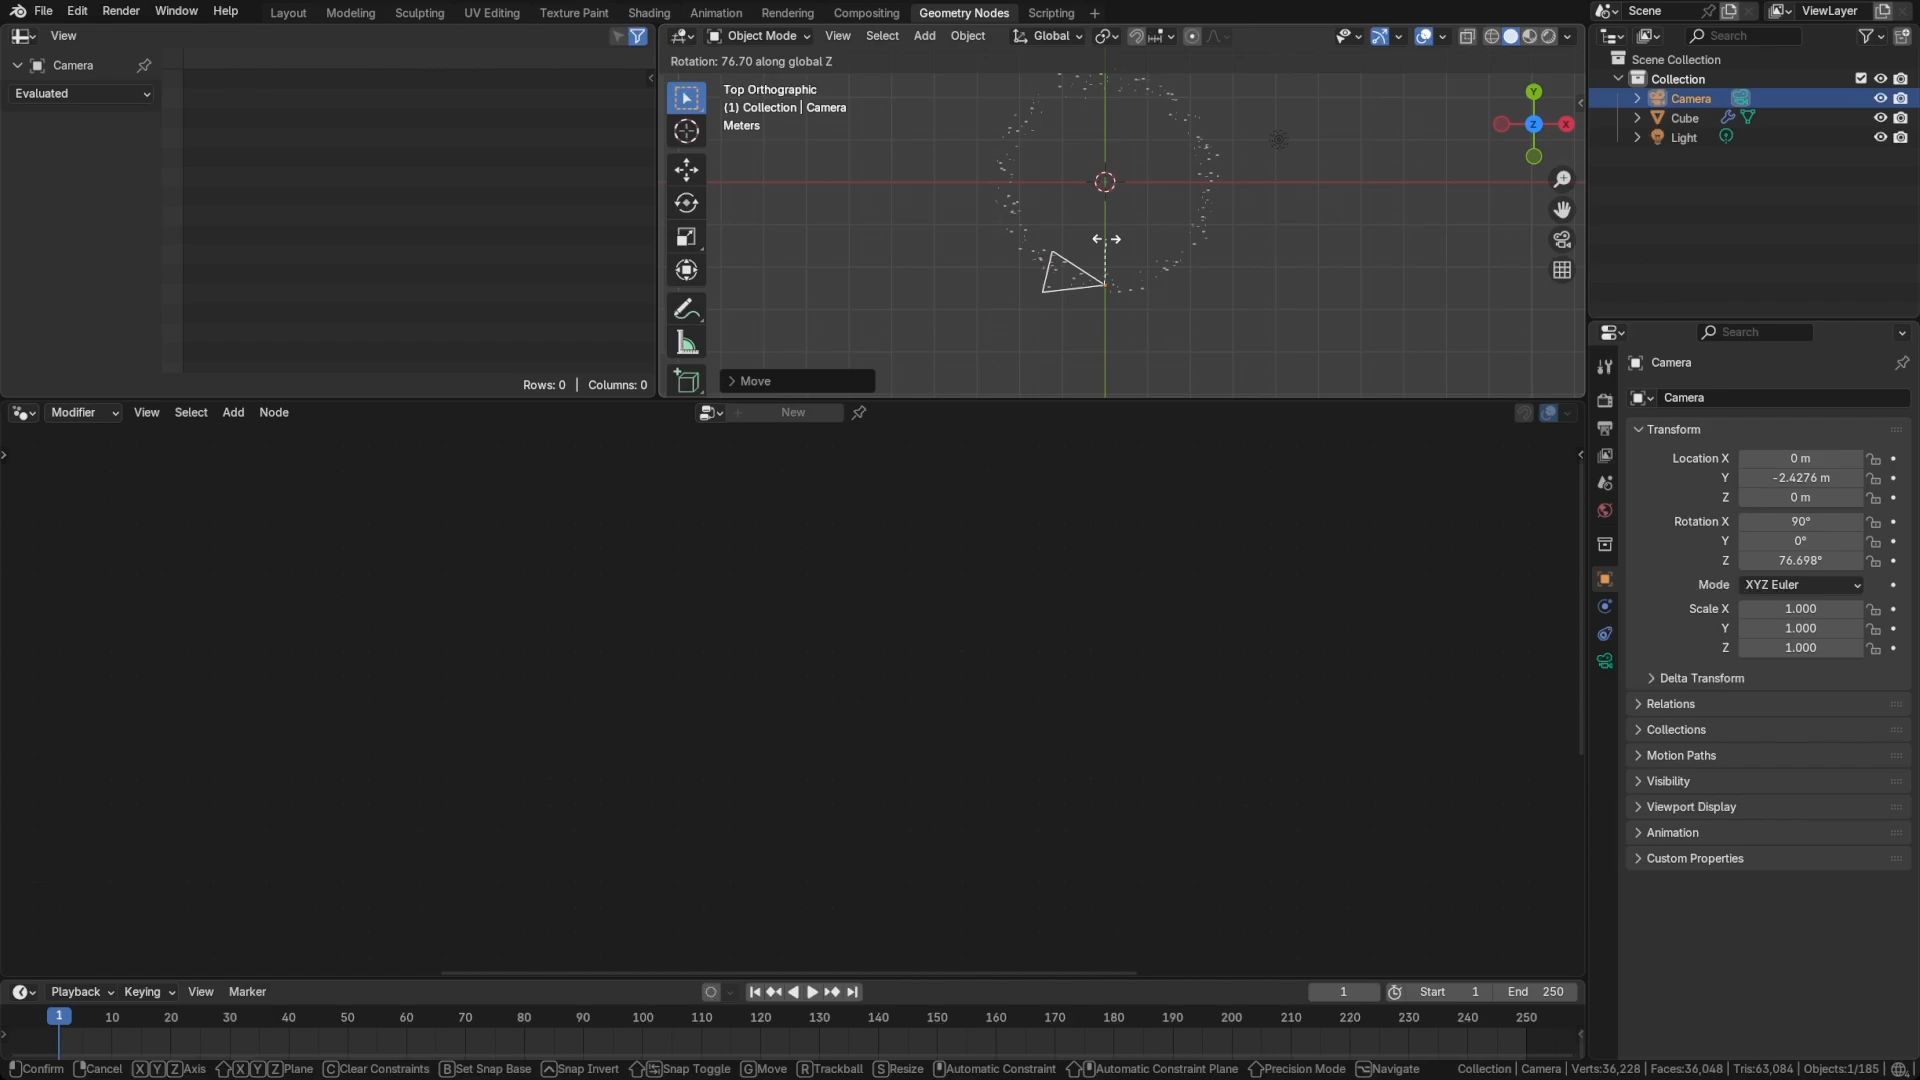 File Edit Render Window Help Layout Modeling Sculpting UV Editing Texture Paint Shading Animation Rendering Compositing Geometry Nodes Scripting + Scene ViewLayer
View
Object Mode View Select Add Object Global
Search
Camera
Evaluated
Rows: 0 | Columns: 0
Rotation: 76.70 along global Z
Top Orthographic
(1) Collection | Camera
Meters
Y
Z
X
Move
Scene Collection
Collection
Camera
Cube
Light
Search
Camera
Camera
Transform
Location X 0 m
Y -2.4276 m
Z 0 m
Rotation X 90°
Y 0°
Z 76.698°
Mode XYZ Euler
Scale X 1.000
Y 1.000
Z 1.000
Delta Transform
Relations
Collections
Motion Paths
Visibility
Viewport Display
Animation
Custom Properties
Modifier View Select Add Node New
Playback Keying View Marker 1 Start 1 End 250
1 10 20 30 40 50 60 70 80 90 100 110 120 130 140 150 160 170 180 190 200 210 220 230 240 250
Confirm Cancel X Y Z Axis X Y Z Plane C Clear Constraints B Set Snap Base Snap Invert Snap Toggle G Move R Trackball S Resize Automatic Constraint Automatic Constraint Plane Precision Mode Navigate Collection | Camera | Verts:36,228 | Faces:36,048 | Tris:63,084 | Objects:1/185